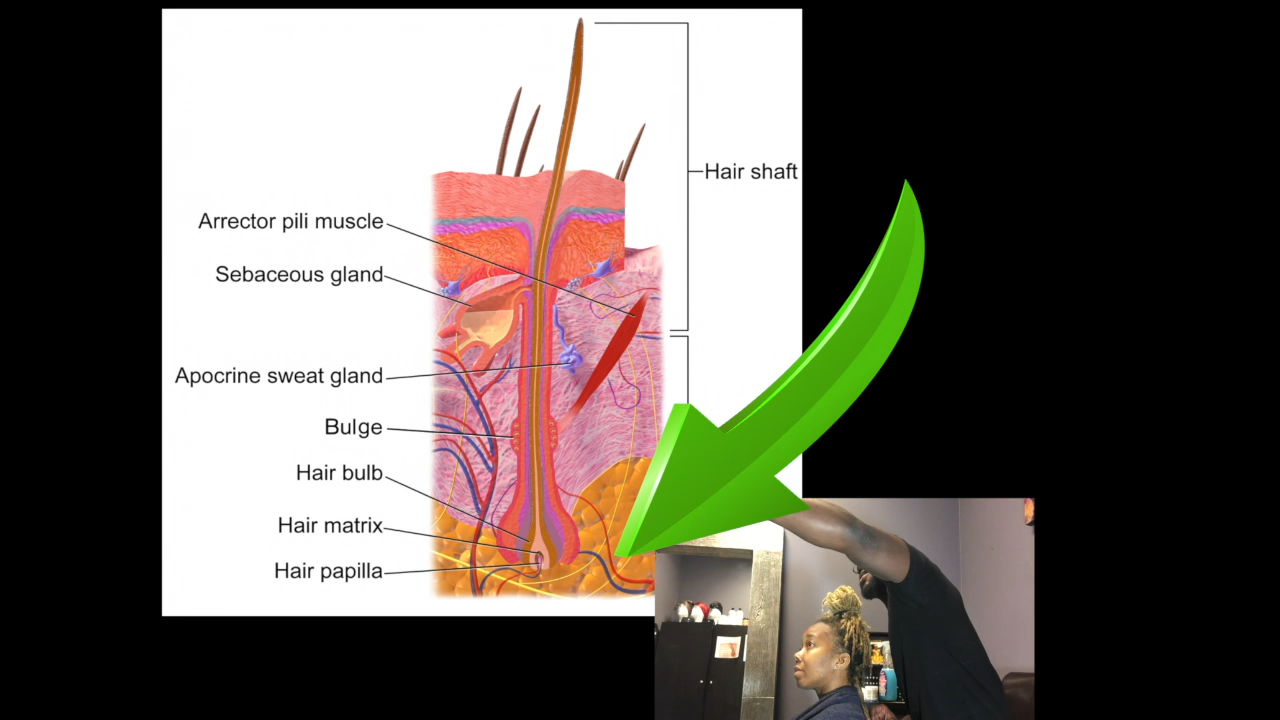 Hair shaft
Arrector pili muscle
Sebaceous gland
Apocrine sweat gland
Bulge
Hair bulb
Hair matrix
Hair papilla